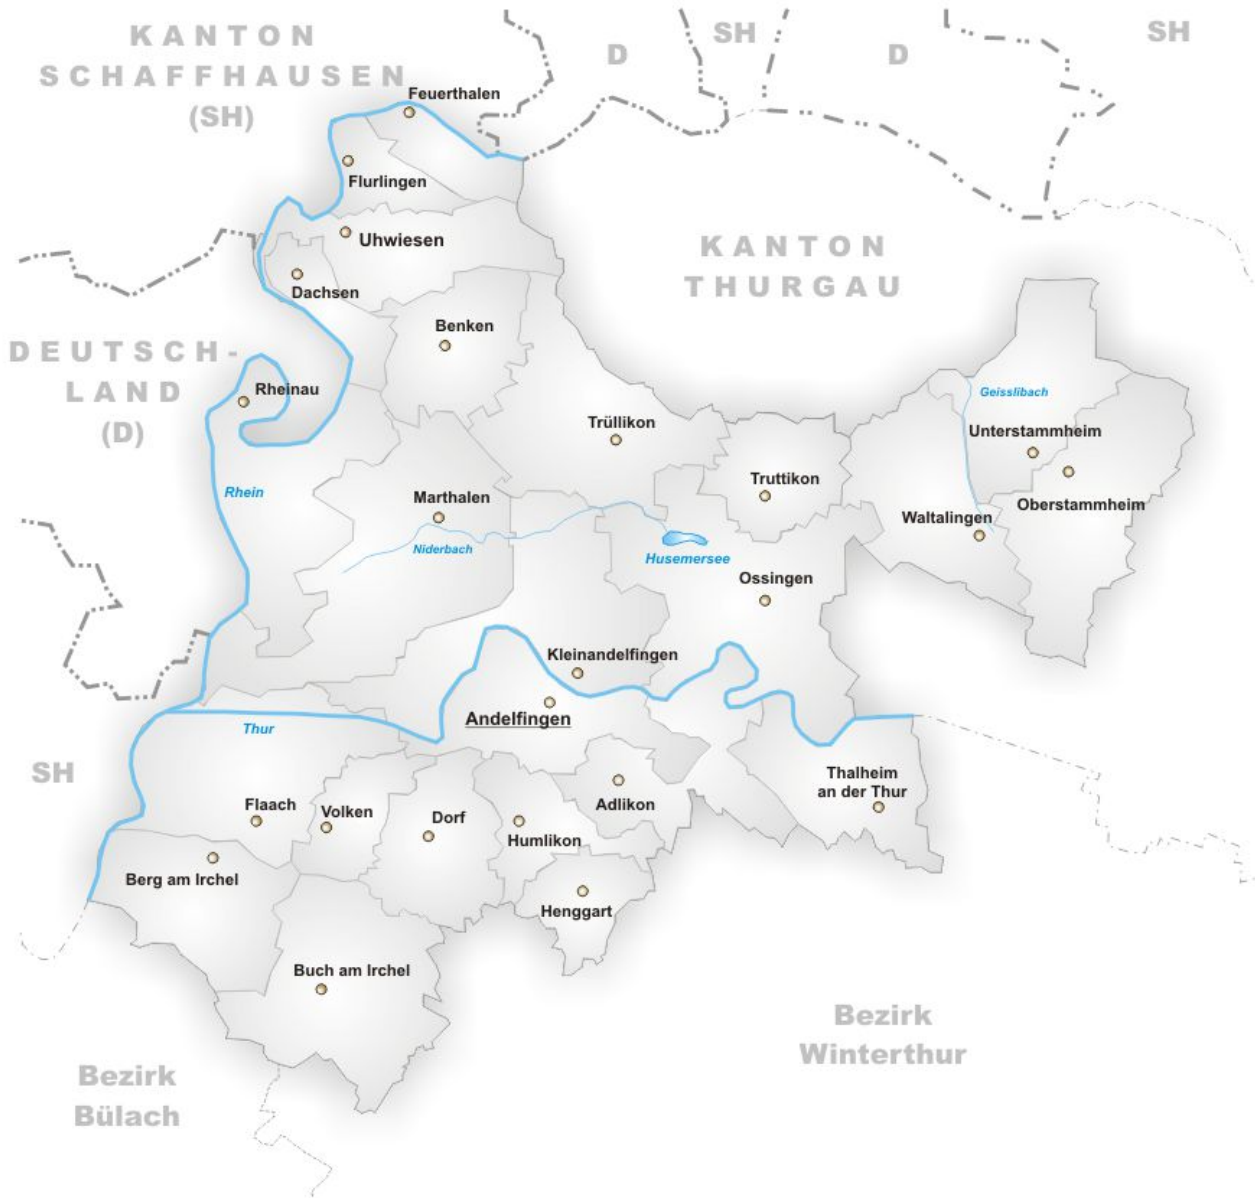 KANTON
SCHAFFHAUSEN
(SH)
D
SH
D
SH
Feuerthalen
Flurlingen
Uhwiesen
KANTON
THURGAU
Dachsen
Benken
DEUTSCH-
LAND
(D)
Rheinau
Geisslibach
Trüllikon
Unterstammheim
Truttikon
Rhein
Marthalen
Oberstammheim
Waltalingen
Niderbach
Husemersee
Ossingen
Kleinandelfingen
Andelfingen
Thur
SH
Thalheim
an der Thur
Flaach
Volken
Dorf
Adlikon
Humlikon
Berg am Irchel
Henggart
Buch am Irchel
Bezirk
Winterthur
Bezirk
Bülach